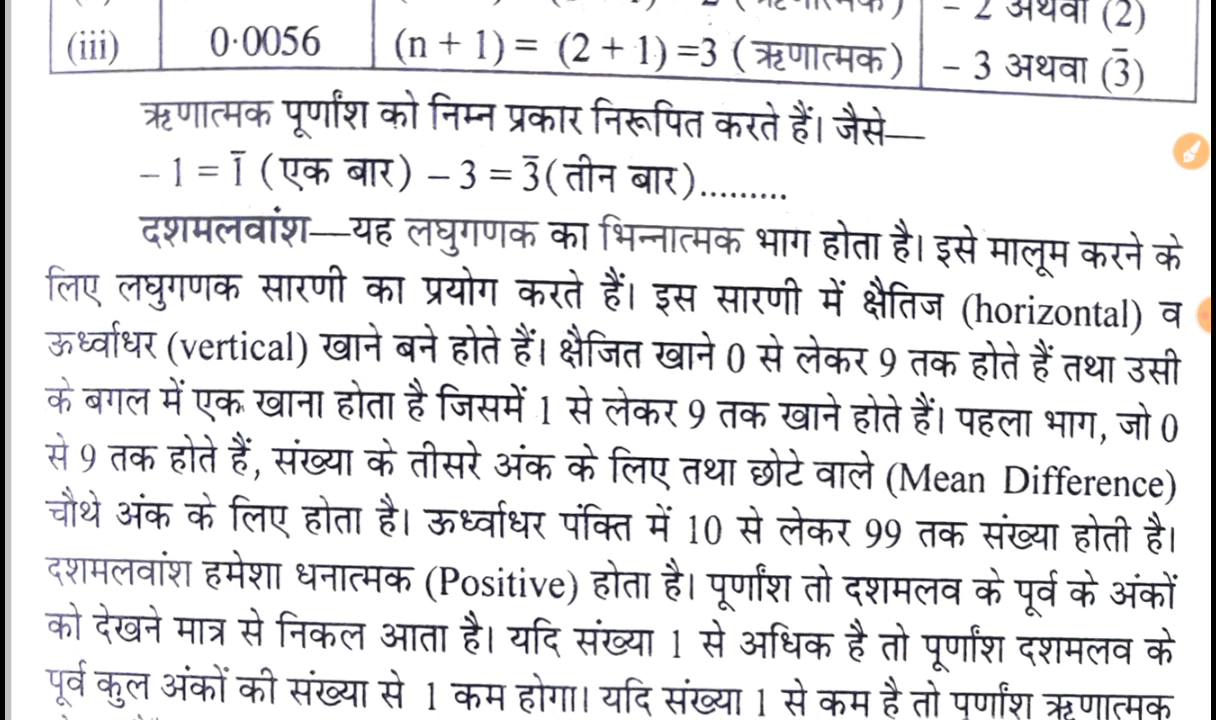 – 2 अथवा (2)
(iii) 0·0056 (n + 1) = (2 + 1) =3 ( ऋणात्मक ) – 3 अथवा (3̄)
ऋणात्मक पूर्णांश को निम्न प्रकार निरूपित करते हैं। जैसे—
– 1 = 1̄ (एक बार) – 3 = 3̄ (तीन बार).........
दशमलवांश—यह लघुगणक का भिन्नात्मक भाग होता है। इसे मालूम करने के
लिए लघुगणक सारणी का प्रयोग करते हैं। इस सारणी में क्षैतिज (horizontal) व
ऊर्ध्वाधर (vertical) खाने बने होते हैं। क्षैजित खाने 0 से लेकर 9 तक होते हैं तथा उसी
के बगल में एक खाना होता है जिसमें 1 से लेकर 9 तक खाने होते हैं। पहला भाग, जो 0
से 9 तक होते हैं, संख्या के तीसरे अंक के लिए तथा छोटे वाले (Mean Difference)
चौथे अंक के लिए होता है। ऊर्ध्वाधर पंक्ति में 10 से लेकर 99 तक संख्या होती है।
दशमलवांश हमेशा धनात्मक (Positive) होता है। पूर्णांश तो दशमलव के पूर्व के अंकों
को देखने मात्र से निकल आता है। यदि संख्या 1 से अधिक है तो पूर्णांश दशमलव के
पूर्व कुल अंकों की संख्या से 1 कम होगा। यदि संख्या 1 से कम है तो पूर्णांश ऋणात्मक